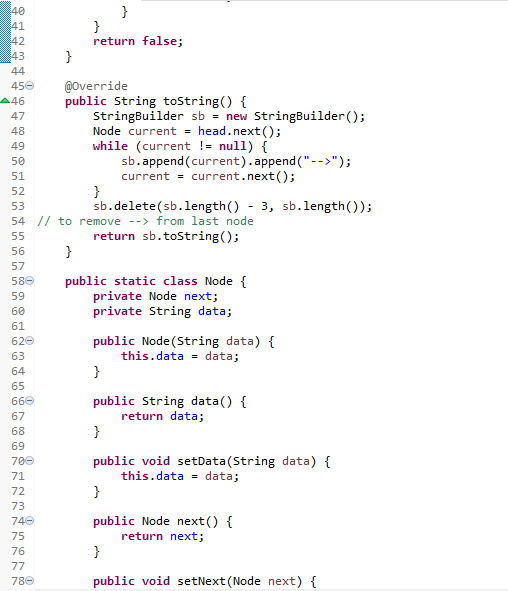 40             }
41         }
42         return false;
43     }
44
45     @Override
46     public String toString() {
47         StringBuilder sb = new StringBuilder();
48         Node current = head.next();
49         while (current != null) {
50             sb.append(current).append("-->");
51             current = current.next();
52         }
53         sb.delete(sb.length() - 3, sb.length());
54 // to remove --> from last node
55         return sb.toString();
56     }
57
58     public static class Node {
59         private Node next;
60         private String data;
61
62         public Node(String data) {
63             this.data = data;
64         }
65
66         public String data() {
67             return data;
68         }
69
70         public void setData(String data) {
71             this.data = data;
72         }
73
74         public Node next() {
75             return next;
76         }
77
78         public void setNext(Node next) {